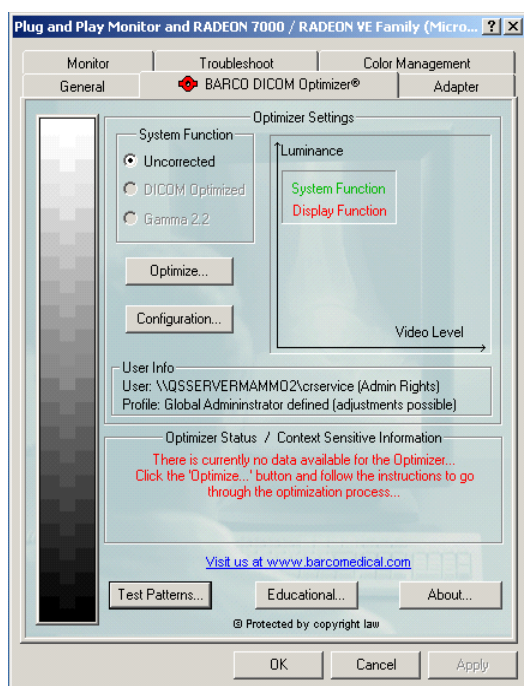 Plug and Play Monitor and RADEON 7000 / RADEON VE Family (Micro...
Monitor
Troubleshoot
Color Management
General
BARCO DICOM Optimizer®
Adapter
Optimizer Settings
System Function
Uncorrected
DICOM Optimized
Gamma 2.2
Luminance
System Function
Display Function
Video Level
Optimize...
Configuration...
User Info
User: \\QSSERVERMAMMO2\crservice (Admin Rights)
Profile: Global Admininstrator defined (adjustments possible)
Optimizer Status / Context Sensitive Information
There is currently no data available for the Optimizer...
Click the 'Optimize...' button and follow the instructions to go
through the optimization process...
Visit us at www.barcomedical.com
Test Patterns...
Educational...
About...
© Protected by copyright law
OK
Cancel
Apply